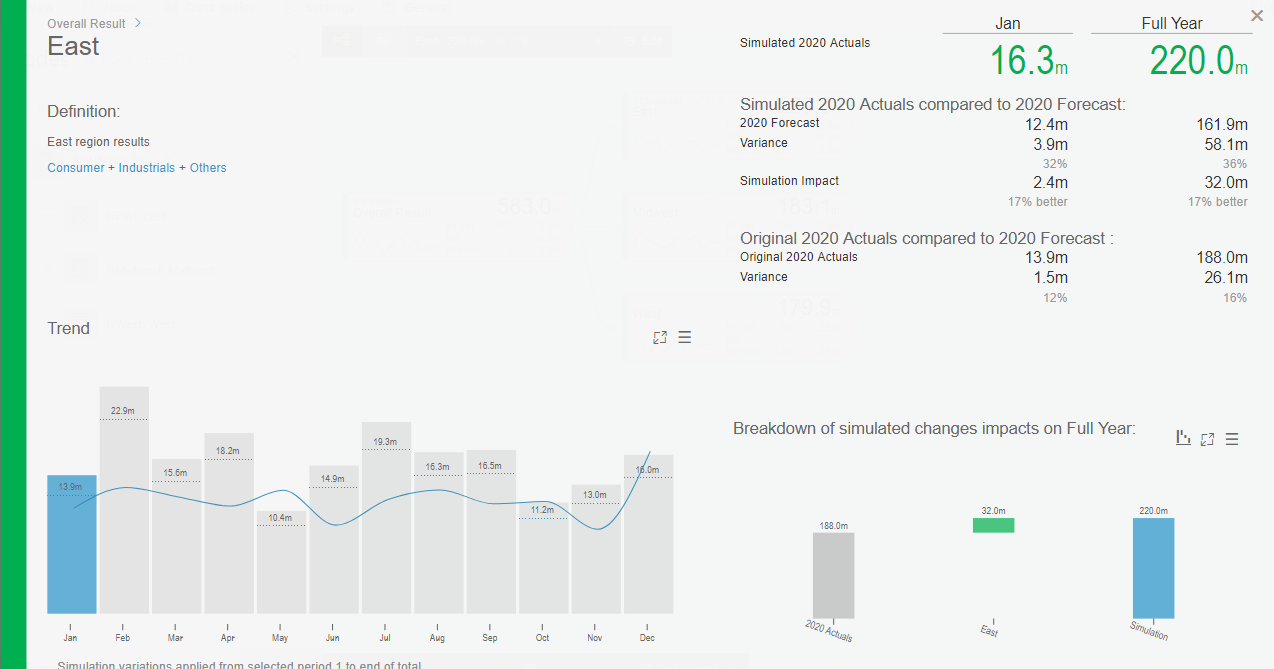 Overall Result
East
Definition:
East region results
Consumer + Industrials + Others
Jan Full Year
Simulated 2020 Actuals 16.3m 220.0m
Simulated 2020 Actuals compared to 2020 Forecast:
2020 Forecast 12.4m 161.9m
Variance 3.9m 58.1m
32% 36%
Simulation Impact 2.4m 32.0m
17% better 17% better
Original 2020 Actuals compared to 2020 Forecast :
Original 2020 Actuals 13.9m 188.0m
Variance 1.5m 26.1m
12% 16%
Trend
13.9m 22.9m 15.6m 18.2m 10.4m 14.9m 19.3m 16.3m 16.5m 11.2m 13.0m 16.0m
Jan Feb Mar Apr May Jun Jul Aug Sep Oct Nov Dec
Simulation variations applied from selected period 1 to end of total
Breakdown of simulated changes impacts on Full Year:
188.0m 32.0m 220.0m
2020 Actuals East Simulation